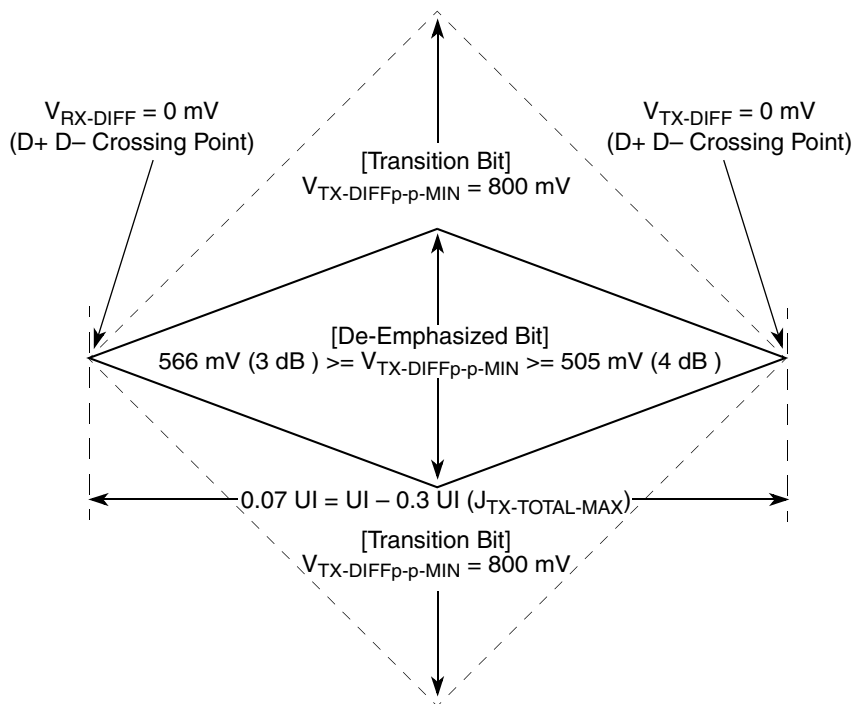 V_RX-DIFF = 0 mV
(D+ D– Crossing Point)
V_TX-DIFF = 0 mV
(D+ D– Crossing Point)
[Transition Bit]
V_TX-DIFFp-p-MIN = 800 mV
[De-Emphasized Bit]
566 mV (3 dB ) >= V_TX-DIFFp-p-MIN >= 505 mV (4 dB )
0.07 UI = UI – 0.3 UI (J_TX-TOTAL-MAX)
[Transition Bit]
V_TX-DIFFp-p-MIN = 800 mV